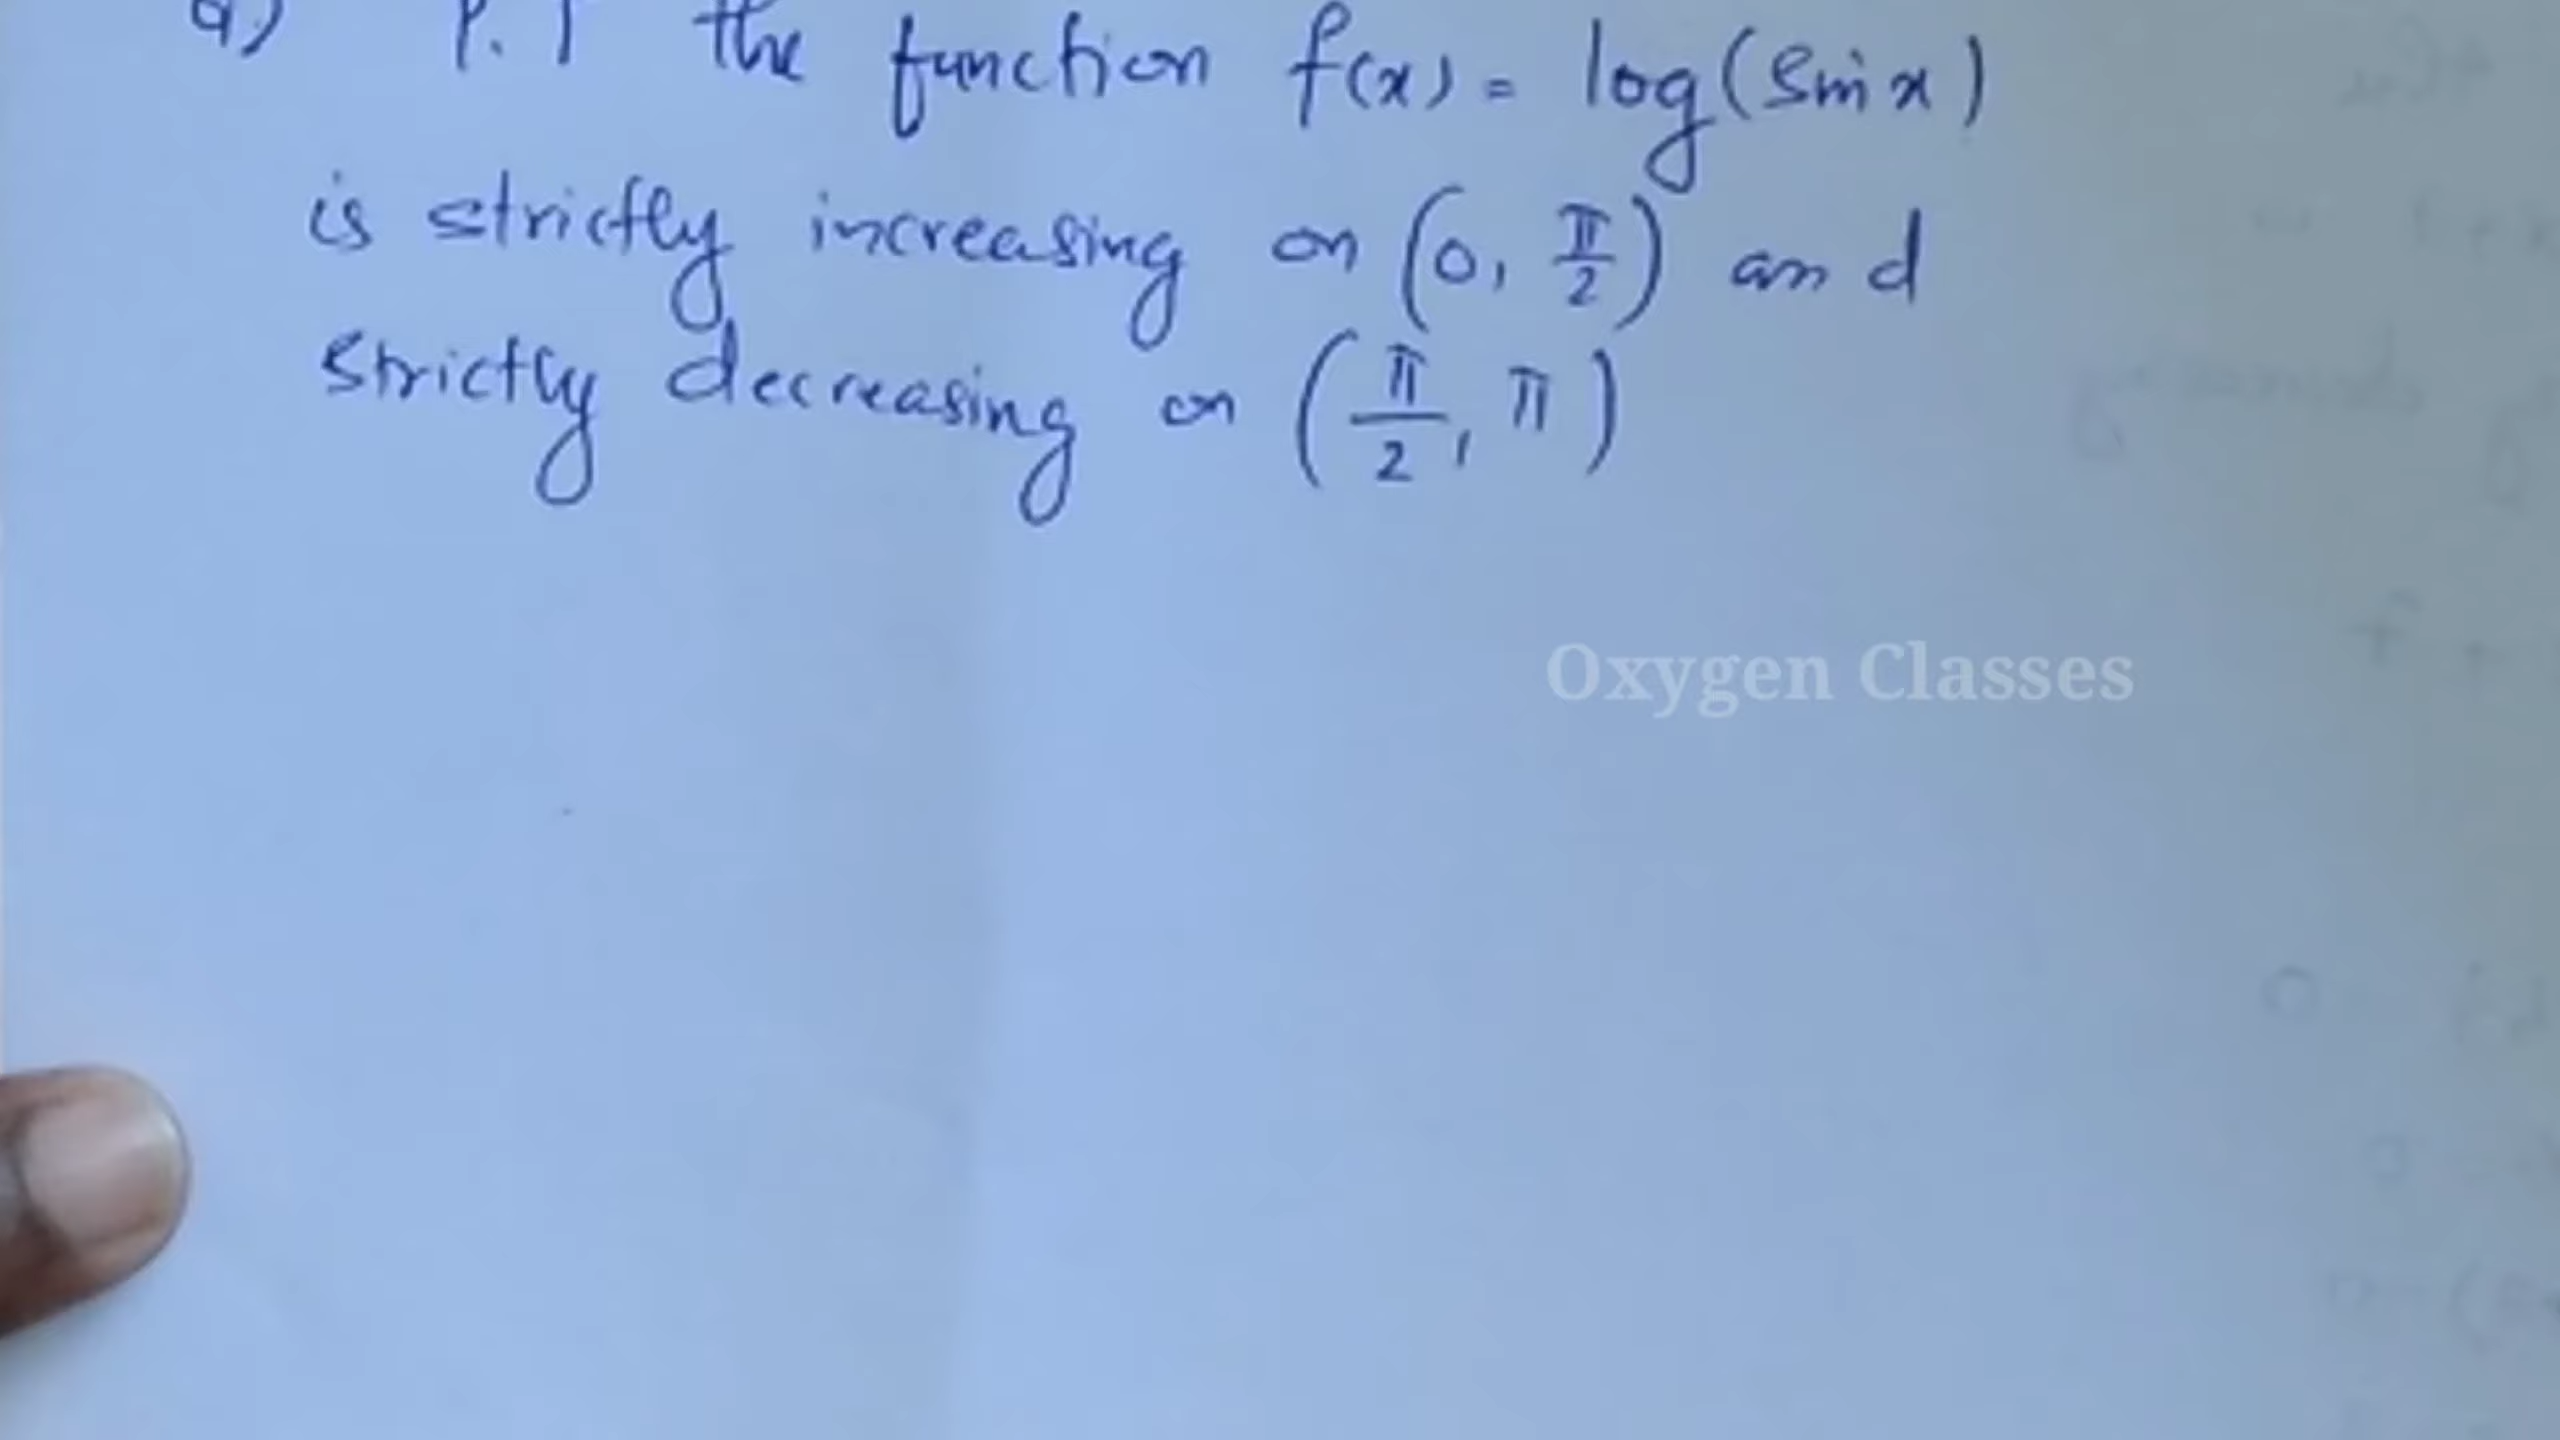 9) P.T the function f(x) = log(sin x)
is strictly increasing on (0, π/2) and
strictly decreasing on (π/2, π)
Oxygen Classes